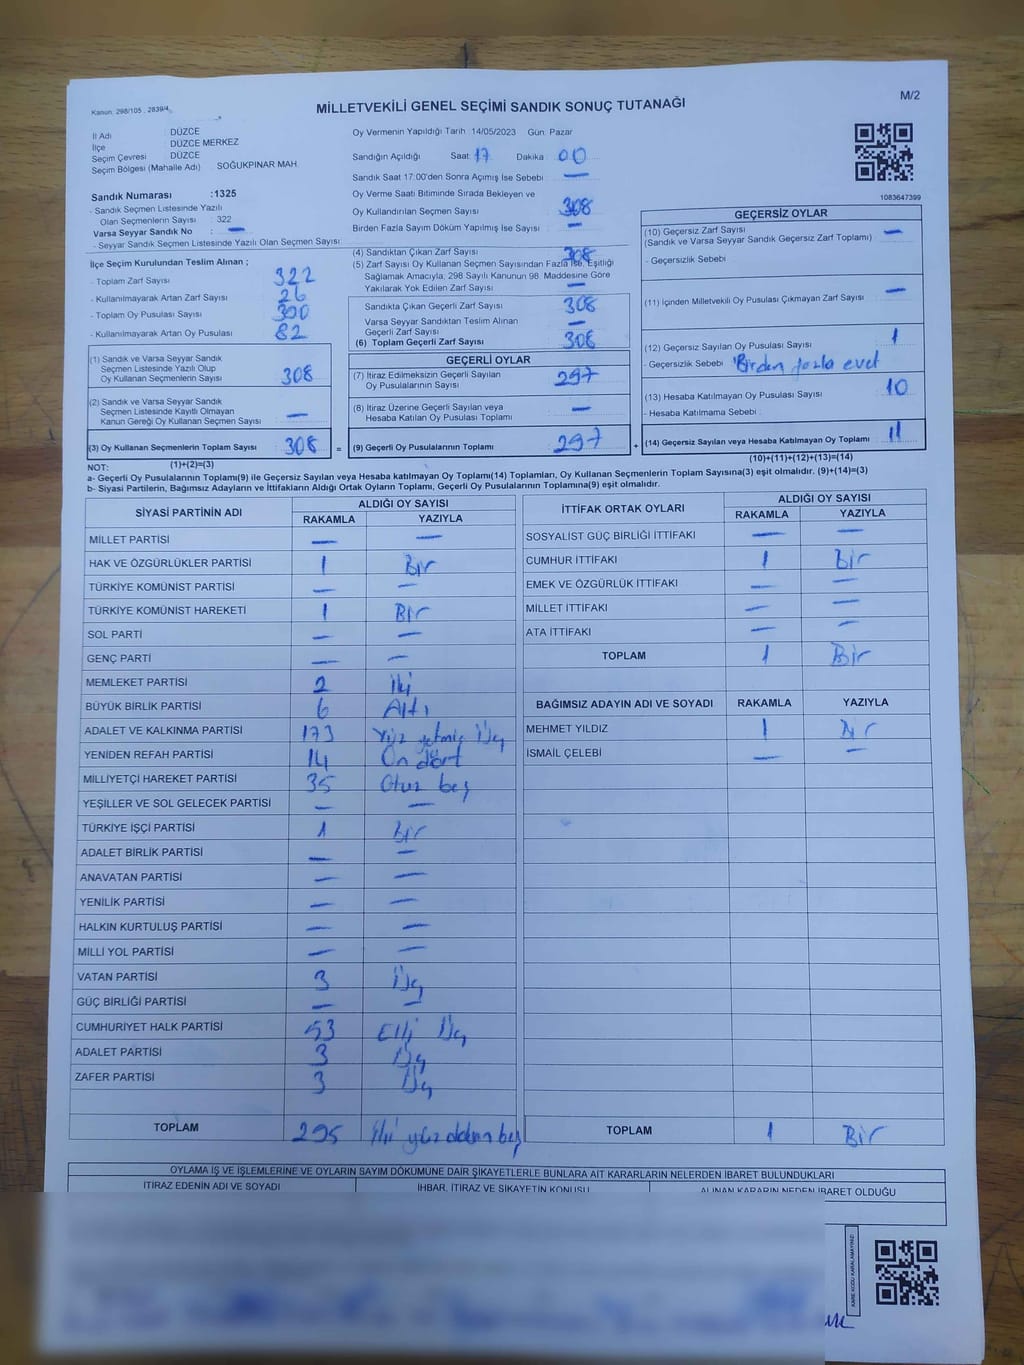 Kanun: 298/105 , 2839/4
MİLLETVEKİLİ GENEL SEÇİMİ SANDIK SONUÇ TUTANAĞI
M/2
İl Adı : DÜZCE
İlçe : DÜZCE MERKEZ
Seçim Çevresi : DÜZCE
Seçim Bölgesi (Mahalle Adı) : SOĞUKPINAR MAH.
Sandık Numarası :1325
- Sandık Seçmen Listesinde Yazılı
Olan Seçmenlerin Sayısı : 322
Varsa Seyyar Sandık No : —
- Seyyar Sandık Seçmen Listesinde Yazılı Olan Seçmen Sayısı:
Oy Vermenin Yapıldığı Tarih : 14/05/2023 Gün: Pazar
Sandığın Açıldığı Saat: 17 Dakika : 00
Sandık Saat 17:00'den Sonra Açımış İse Sebebi : —
Oy Verme Saati Bitiminde Sırada Bekleyen ve
Oy Kullandırılan Seçmen Sayısı : 308
Birden Fazla Sayım Döküm Yapılmış İse Sayısı : —
1083647399
İlçe Seçim Kurulundan Teslim Alınan ;
- Toplam Zarf Sayısı : 322
- Kullanılmayarak Artan Zarf Sayısı : 26
- Toplam Oy Pusulası Sayısı : 390
- Kullanılmayarak Artan Oy Pusulası : 82
(1) Sandık ve Varsa Seyyar Sandık
Seçmen Listesinde Yazılı Olup
Oy Kullanan Seçmenlerin Sayısı : 308
(2) Sandık ve Varsa Seyyar Sandık
Seçmen Listesinde Kayıtlı Olmayan
Kanun Gereği Oy Kullanan Seçmen Sayısı : —
(3) Oy Kullanan Seçmenlerin Toplam Sayısı : 308 =
(4) Sandıktan Çıkan Zarf Sayısı : 308
(5) Zarf Sayısı Oy Kullanan Seçmen Sayısından Fazla İse, Eşitliği
Sağlamak Amacıyla; 298 Sayılı Kanunun 98. Maddesine Göre
Yakılarak Yok Edilen Zarf Sayısı : —
Sandıkta Çıkan Geçerli Zarf Sayısı : 308
Varsa Seyyar Sandıktan Teslim Alınan
Geçerli Zarf Sayısı : —
(6) Toplam Geçerli Zarf Sayısı : 308
GEÇERLİ OYLAR
(7) İtiraz Edilmeksizin Geçerli Sayılan
Oy Pusulalarının Sayısı : 297
(8) İtiraz Üzerine Geçerli Sayılan veya
Hesaba Katılan Oy Pusulası Toplamı : —
(9) Geçerli Oy Pusulalarının Toplamı : 297 +
GEÇERSİZ OYLAR
(10) Geçersiz Zarf Sayısı : —
(Sandık ve Varsa Seyyar Sandık Geçersiz Zarf Toplamı)
- Geçersizlik Sebebi :
(11) İçinden Milletvekili Oy Pusulası Çıkmayan Zarf Sayısı : —
(12) Geçersiz Sayılan Oy Pusulası Sayısı : 1
- Geçersizlik Sebebi : Birden fazla evet
(13) Hesaba Katılmayan Oy Pusulası Sayısı : 10
- Hesaba Katılmama Sebebi :
(14) Geçersiz Sayılan veya Hesaba Katılmayan Oy Toplamı : 11
NOT: (1)+(2)=(3)
(10)+(11)+(12)+(13)=(14)
a- Geçerli Oy Pusulalarının Toplamı(9) ile Geçersiz Sayılan veya Hesaba katılmayan Oy Toplamı(14) Toplamları, Oy Kullanan Seçmenlerin Toplam Sayısına(3) eşit olmalıdır. (9)+(14)=(3)
b- Siyasi Partilerin, Bağımsız Adayların ve İttifakların Aldığı Ortak Oyların Toplamı, Geçerli Oy Pusulalarının Toplamına(9) eşit olmalıdır.
SİYASİ PARTİNİN ADI ALDIĞI OY SAYISI
RAKAMLA YAZIYLA
MİLLET PARTİSİ — —
HAK VE ÖZGÜRLÜKLER PARTİSİ 1 Bir
TÜRKİYE KOMÜNİST PARTİSİ — —
TÜRKİYE KOMÜNİST HAREKETİ 1 Bir
SOL PARTİ — —
GENÇ PARTİ — —
MEMLEKET PARTİSİ 2 İki
BÜYÜK BİRLİK PARTİSİ 6 Altı
ADALET VE KALKINMA PARTİSİ 173 Yüz yetmiş Üç
YENİDEN REFAH PARTİSİ 14 On dört
MİLLİYETÇİ HAREKET PARTİSİ 35 Otuz beş
YEŞİLLER VE SOL GELECEK PARTİSİ — —
TÜRKİYE İŞÇİ PARTİSİ 1 Bir
ADALET BİRLİK PARTİSİ — —
ANAVATAN PARTİSİ — —
YENİLİK PARTİSİ — —
HALKIN KURTULUŞ PARTİSİ — —
MİLLİ YOL PARTİSİ — —
VATAN PARTİSİ 3 Üç
GÜÇ BİRLİĞİ PARTİSİ — —
CUMHURİYET HALK PARTİSİ 53 Elli Üç
ADALET PARTİSİ 3 Üç
ZAFER PARTİSİ 3 Üç
TOPLAM 295 İki yüz doksan beş
İTTİFAK ORTAK OYLARI ALDIĞI OY SAYISI
RAKAMLA YAZIYLA
SOSYALİST GÜÇ BİRLİĞİ İTTİFAKI — —
CUMHUR İTTİFAKI 1 Bir
EMEK VE ÖZGÜRLÜK İTTİFAKI — —
MİLLET İTTİFAKI — —
ATA İTTİFAKI — —
TOPLAM 1 Bir
BAĞIMSIZ ADAYIN ADI VE SOYADI RAKAMLA YAZIYLA
MEHMET YILDIZ 1 Bir
İSMAİL ÇELEBİ — —
TOPLAM 1 Bir
OYLAMA İŞ VE İŞLEMLERİNE VE OYLARIN SAYIM DÖKÜMÜNE DAİR ŞİKAYETLERLE BUNLARA AİT KARARLARIN NELERDEN İBARET BULUNDUKLARI
İTİRAZ EDENİN ADI VE SOYADI İHBAR, İTİRAZ VE ŞİKAYETİN KONUSU ALINAN KARARIN NEDEN İBARET OLDUĞU
KARE KODU KARALAMAYINIZ!